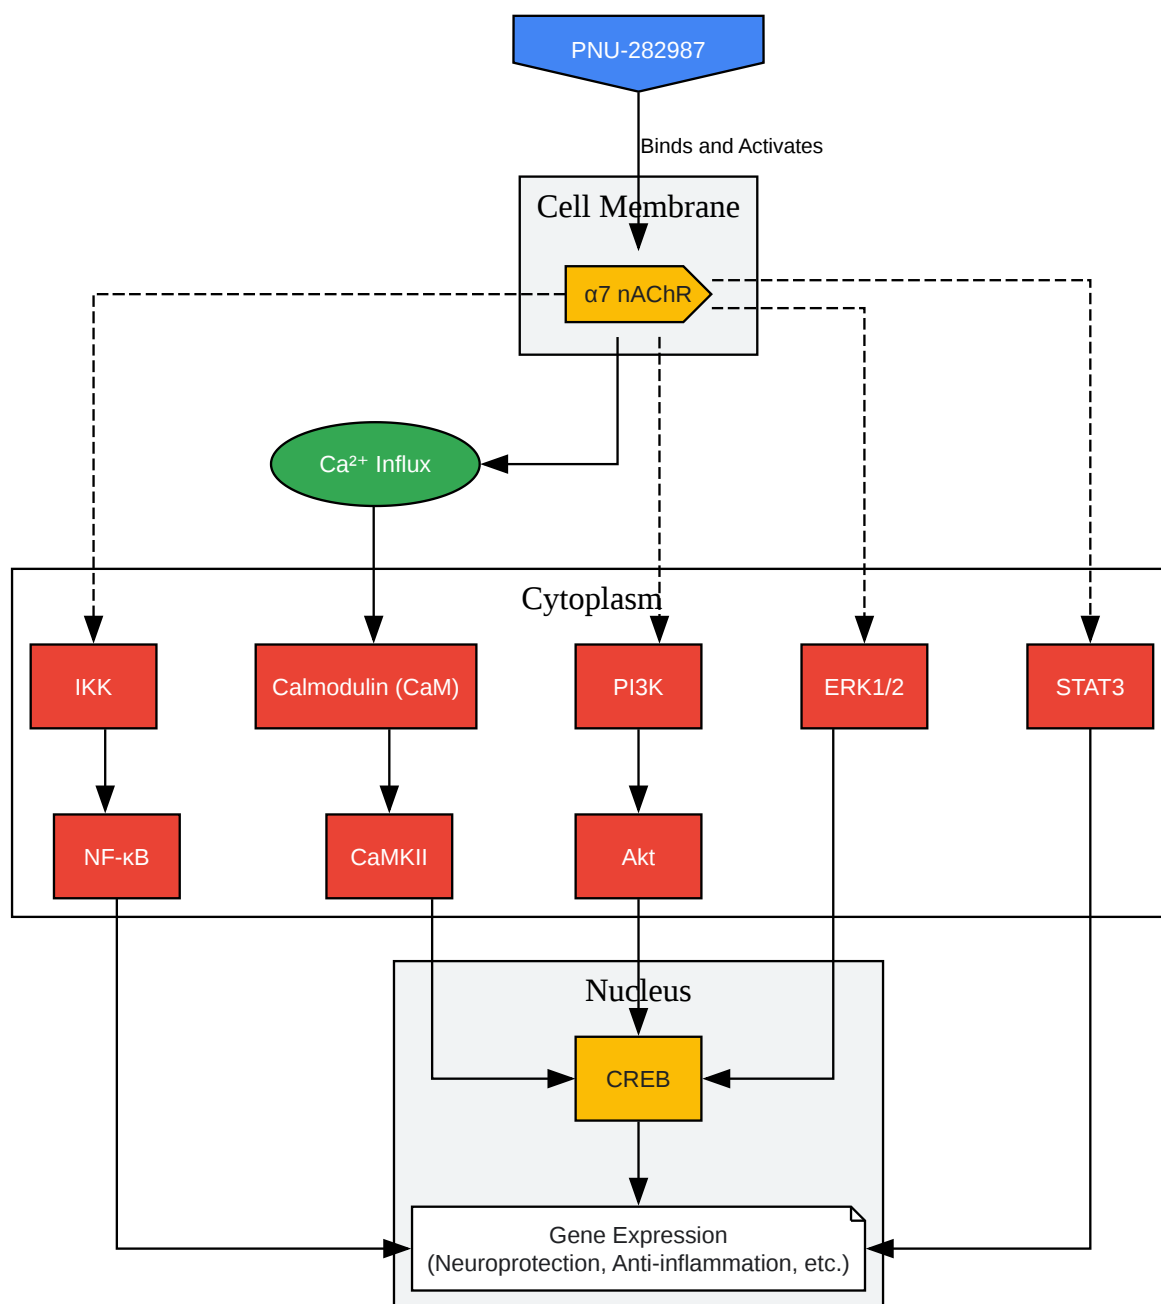 PNU-282987
Binds and Activates
Cell Membrane
α7 nAChR
Ca²⁺ Influx
Cytoplasm
IKK
Calmodulin (CaM)
PI3K
ERK1/2
STAT3
NF-κB
CaMKII
Akt
Nucleus
CREB
Gene Expression
(Neuroprotection, Anti-inflammation, etc.)